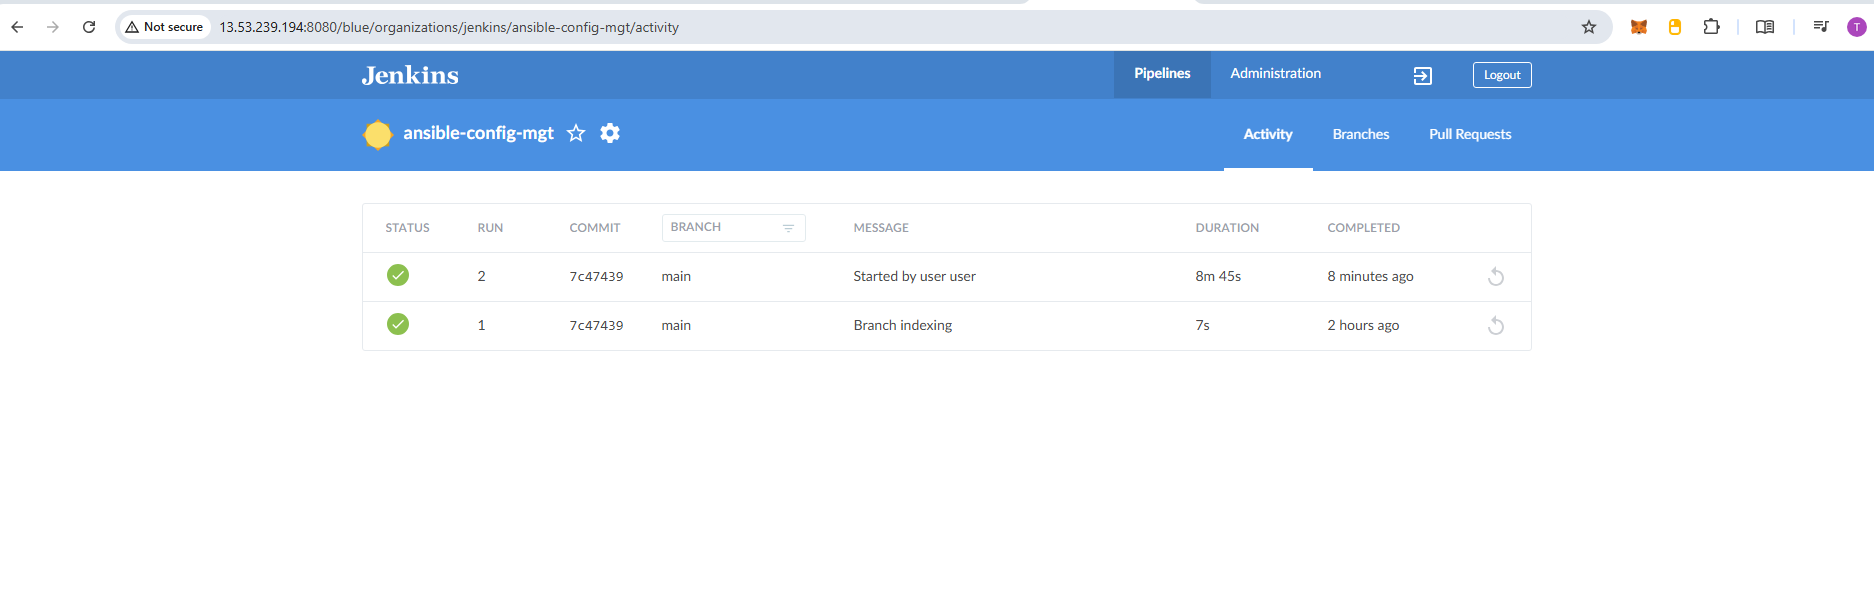 Not secure 13.53.239.194:8080/blue/organizations/jenkins/ansible-config-mgt/activity
T
Jenkins Pipelines Administration Logout
ansible-config-mgt Activity Branches Pull Requests
STATUS RUN COMMIT BRANCH MESSAGE DURATION COMPLETED
2 7c47439 main Started by user user 8m 45s 8 minutes ago
1 7c47439 main Branch indexing 7s 2 hours ago